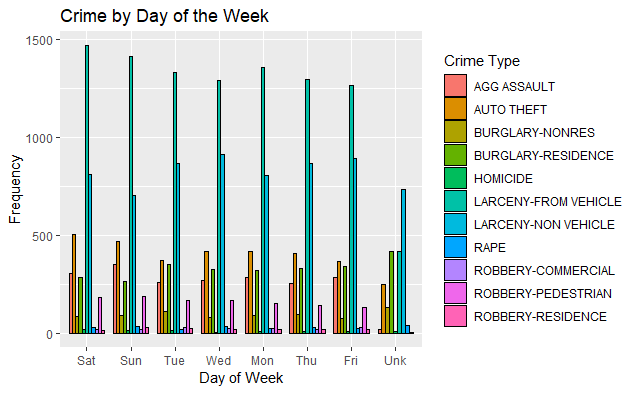 Crime by Day of the Week
1500
1000
500
0
Frequency
Sat Sun Tue Wed Mon Thu Fri Unk
Day of Week
Crime Type
AGG ASSAULT
AUTO THEFT
BURGLARY-NONRES
BURGLARY-RESIDENCE
HOMICIDE
LARCENY-FROM VEHICLE
LARCENY-NON VEHICLE
RAPE
ROBBERY-COMMERCIAL
ROBBERY-PEDESTRIAN
ROBBERY-RESIDENCE